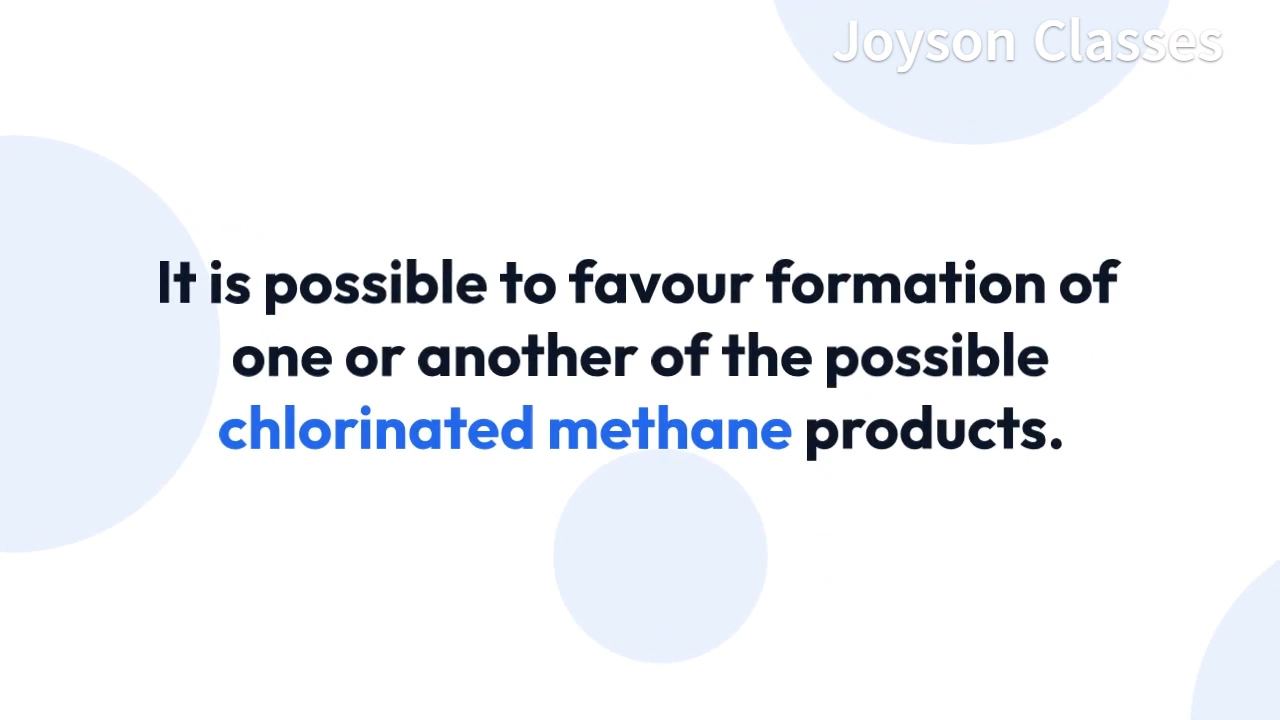 Joyson Classes
It is possible to favour formation of
one or another of the possible
chlorinated methane products.